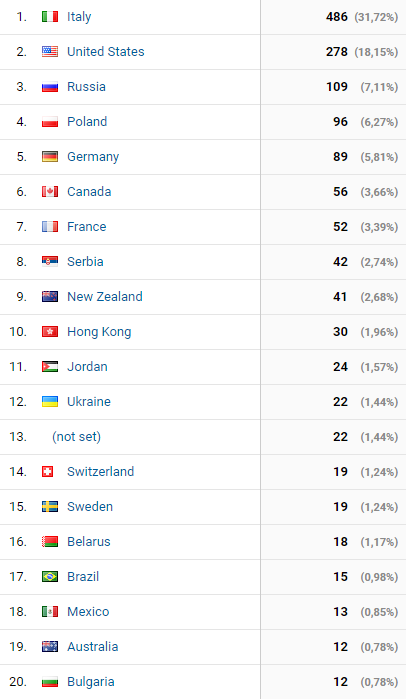 1. Italy 486 (31,72%)
2. United States 278 (18,15%)
3. Russia 109 (7,11%)
4. Poland 96 (6,27%)
5. Germany 89 (5,81%)
6. Canada 56 (3,66%)
7. France 52 (3,39%)
8. Serbia 42 (2,74%)
9. New Zealand 41 (2,68%)
10. Hong Kong 30 (1,96%)
11. Jordan 24 (1,57%)
12. Ukraine 22 (1,44%)
13. (not set) 22 (1,44%)
14. Switzerland 19 (1,24%)
15. Sweden 19 (1,24%)
16. Belarus 18 (1,17%)
17. Brazil 15 (0,98%)
18. Mexico 13 (0,85%)
19. Australia 12 (0,78%)
20. Bulgaria 12 (0,78%)